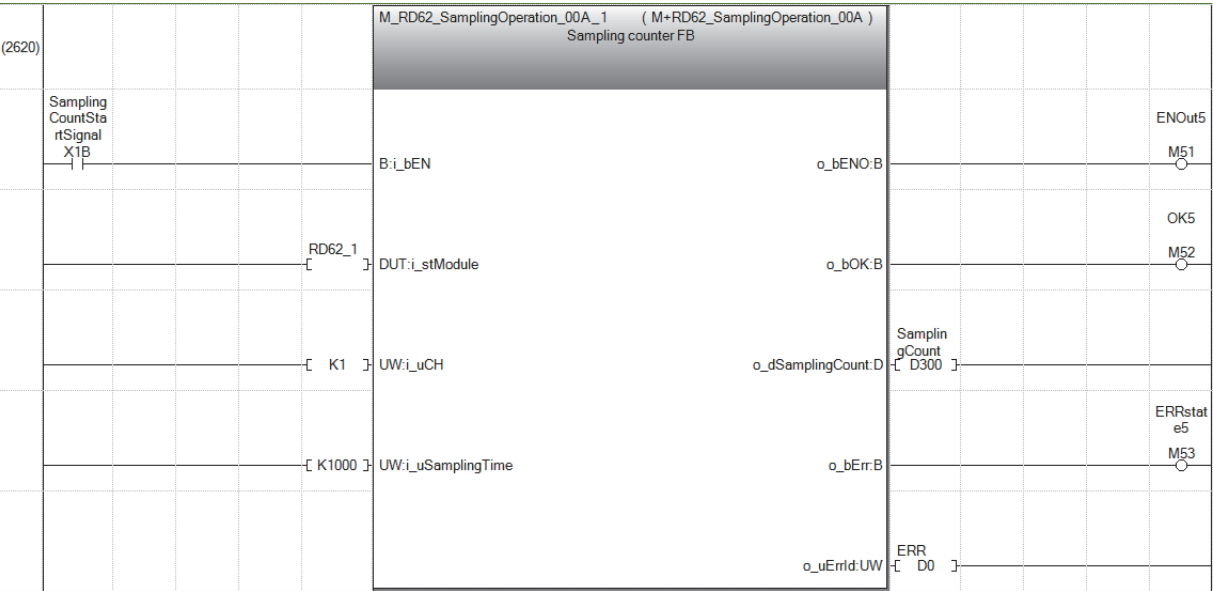 M_RD62_SamplingOperation_00A_1 ( M+RD62_SamplingOperation_00A )
Sampling counter FB
(2620)
Sampling
CountSta
rtSignal
X1B
B:i_bEN
o_bENO:B
ENOut5
M51
RD62_1
DUT:i_stModule
o_bOK:B
OK5
M52
K1
UW:i_uCH
o_dSamplingCount:D
Samplin
gCount
D300
K1000
UW:i_uSamplingTime
o_bErr:B
ERRstat
e5
M53
o_uErrId:UW
ERR
D0